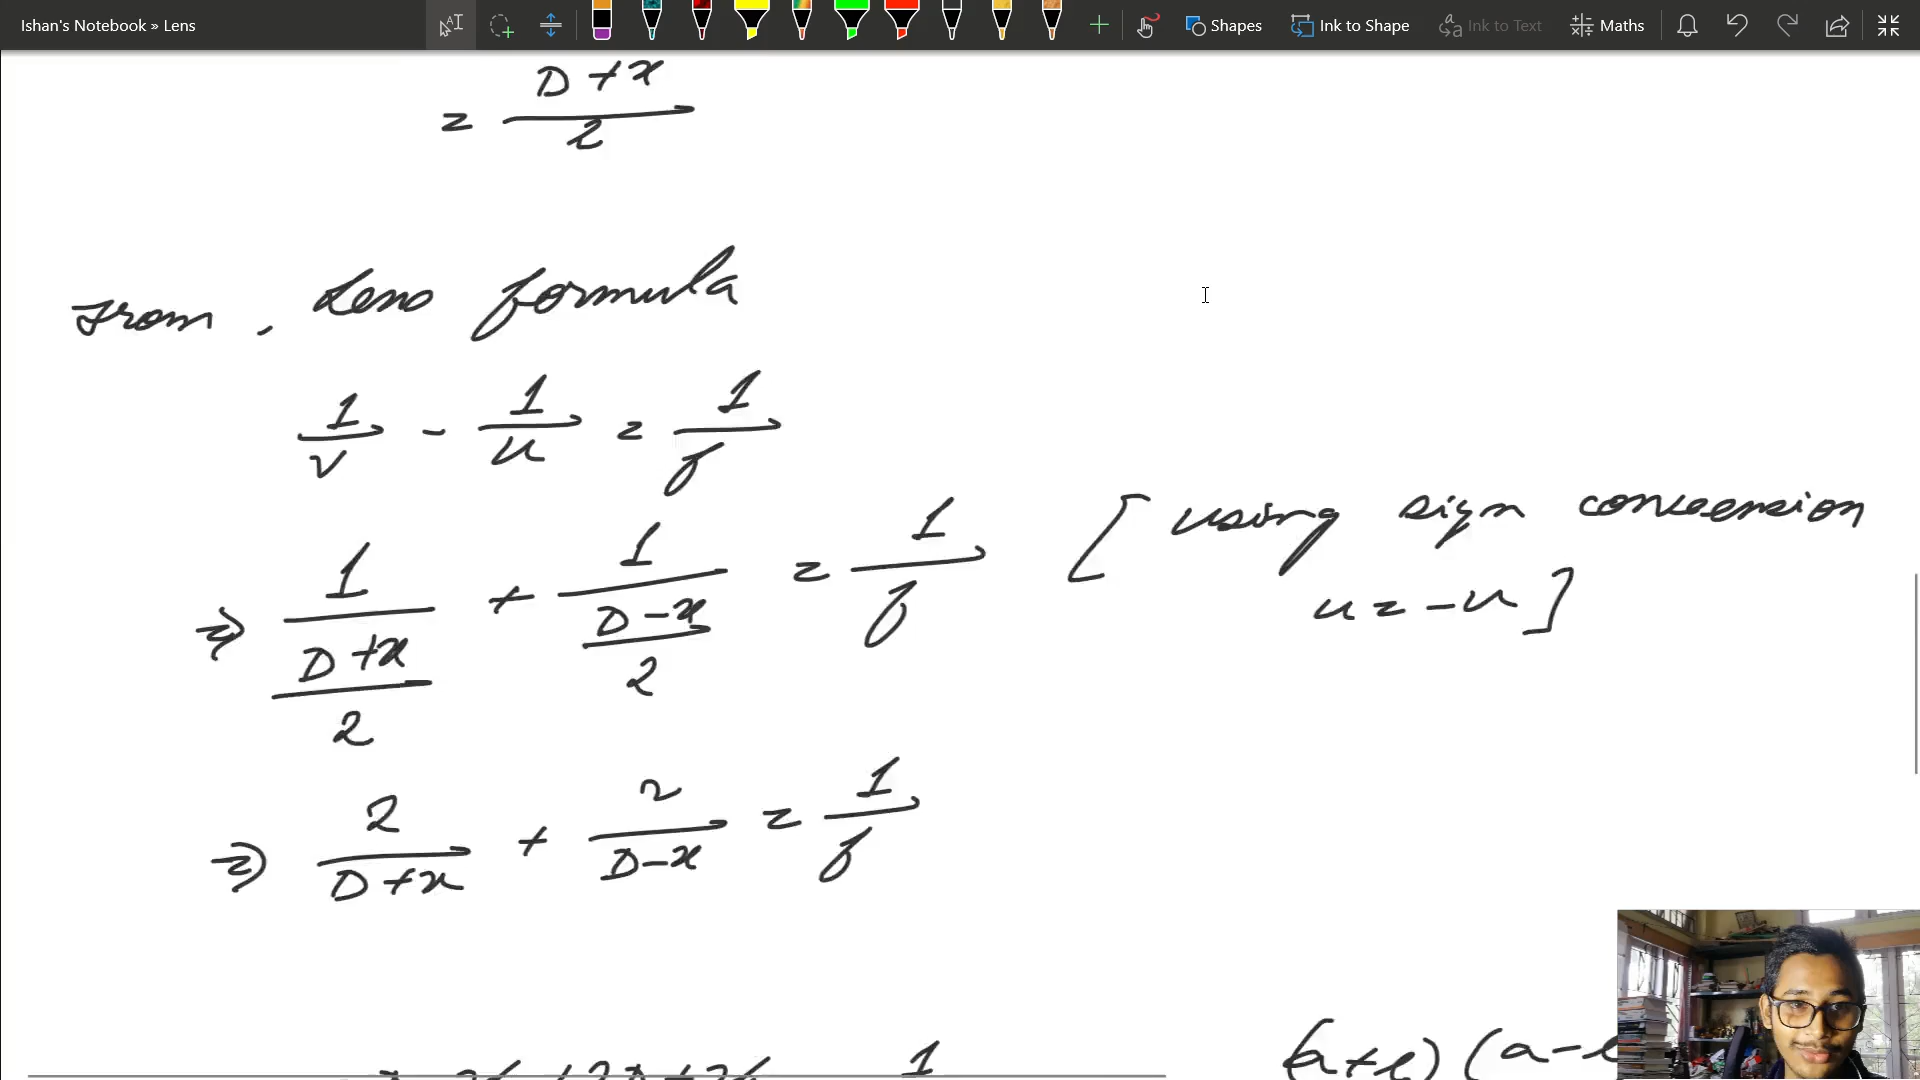 Ishan's Notebook » Lens
Shapes
Ink to Shape
Ink to Text
Maths
D + x
= ―――
2
From, Lens formula
1/v - 1/u = 1/f
⇒ 1/((D + x)/2) + 1/((D - x)/2) = 1/f [using sign convension
u = -u]
⇒ 2/(D + x) + 2/(D - x) = 1/f